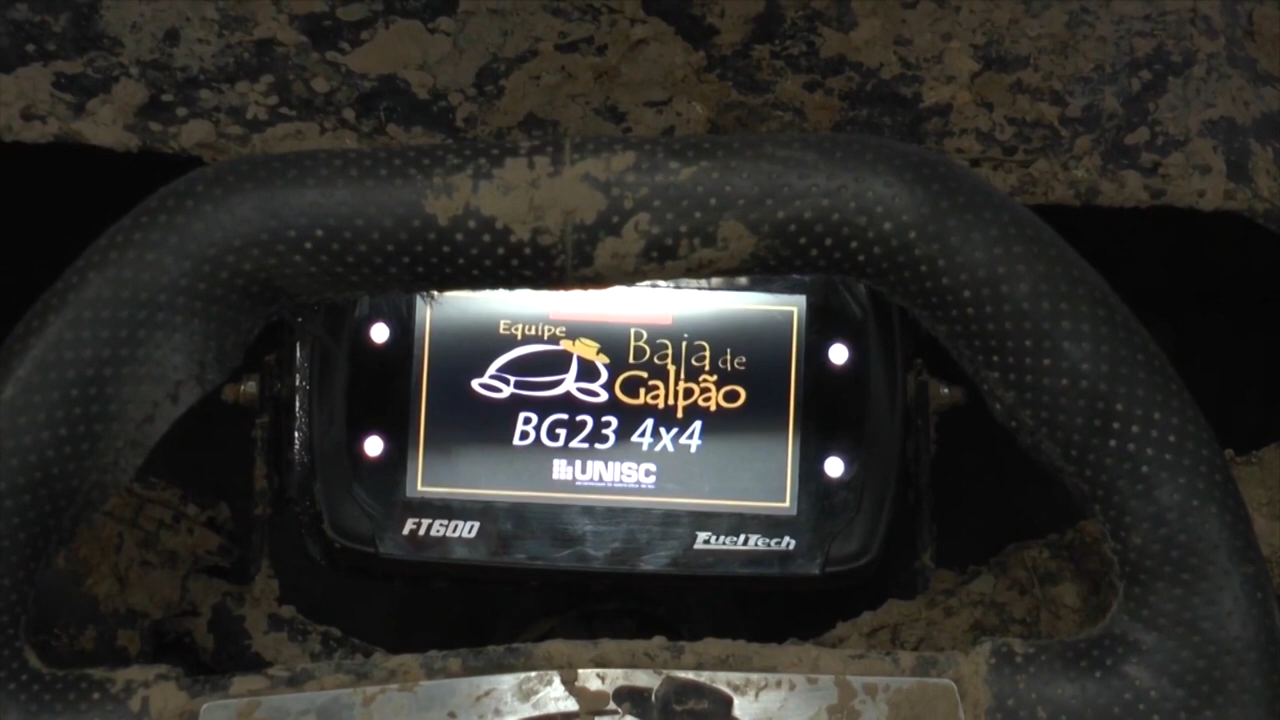 Equipe
Baja de
Galpão
BG23 4x4
UNISC
FT600
FuelTech